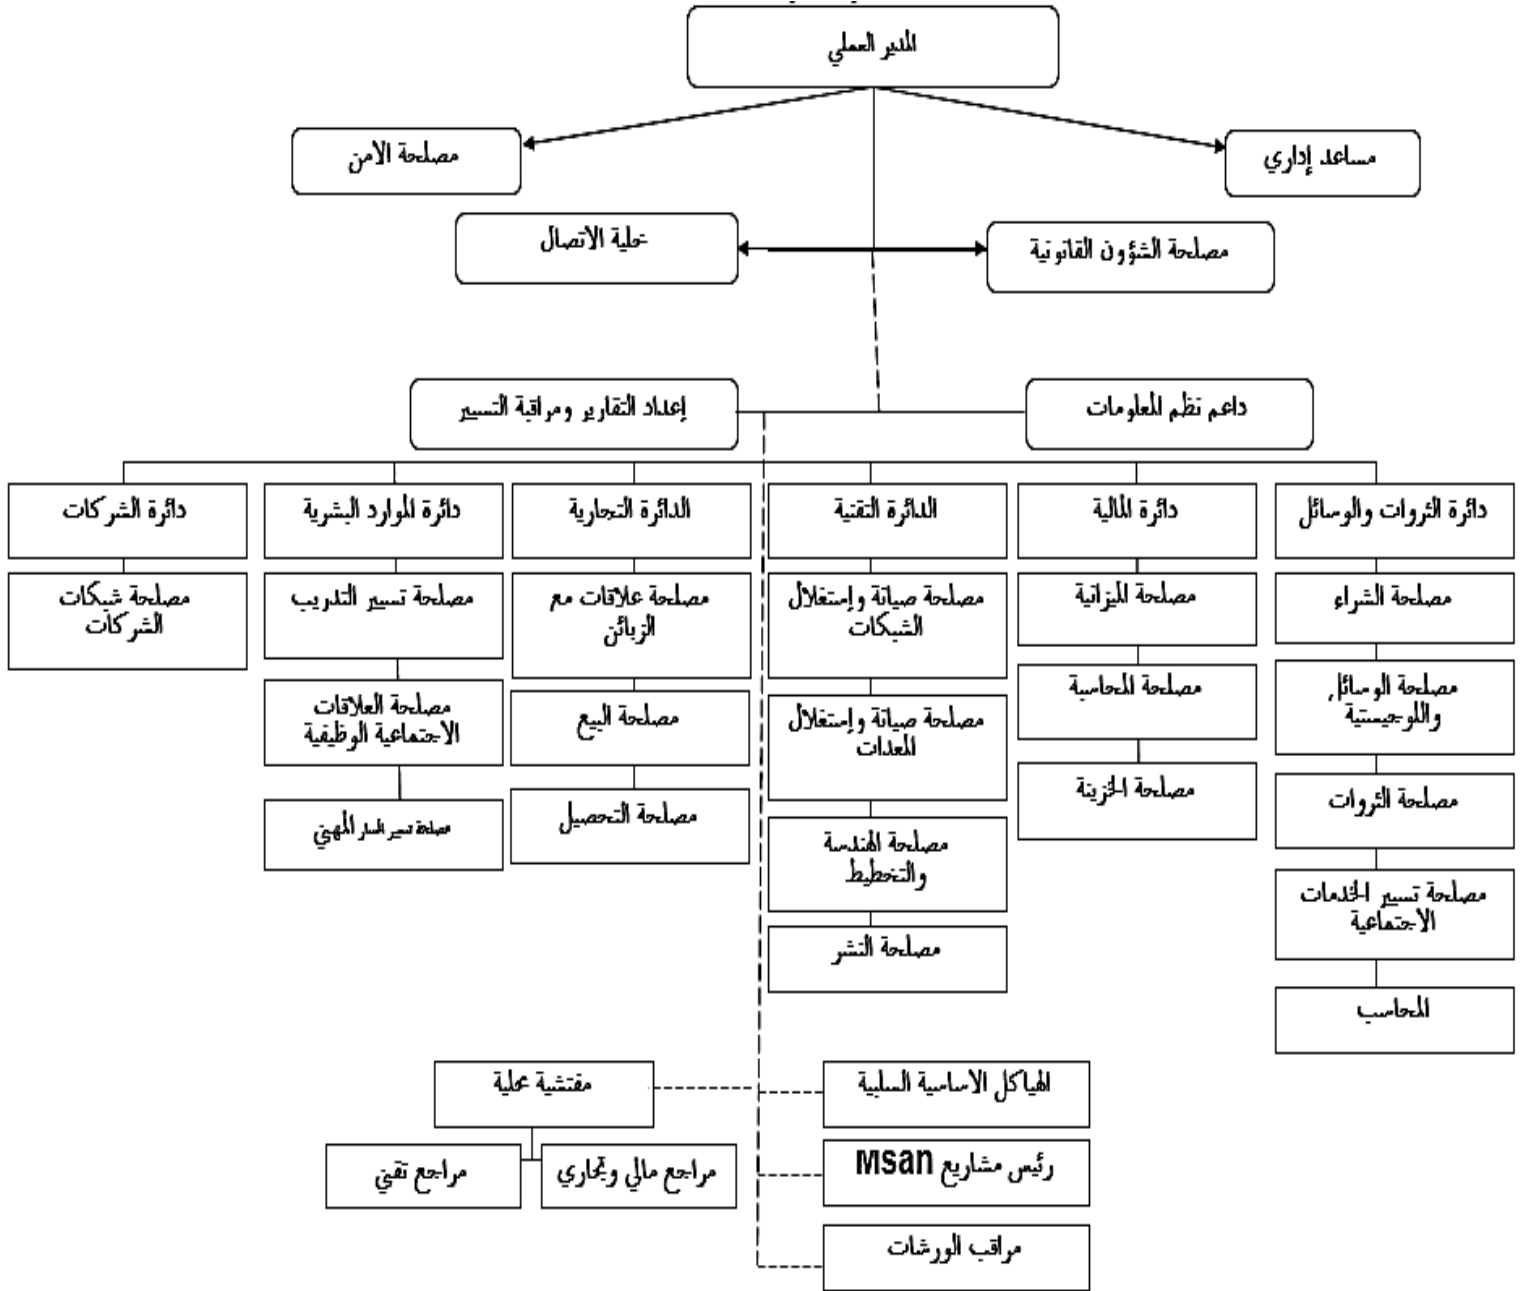 المدير العملي
مساعد إداري
مصلحة الامن
مصلحة الشؤون القانونية
خلية الاتصال
داعم نظم المعلومات
إعداد التقارير ومراقبة التسيير
دائرة الثروات والوسائل
دائرة المالية
الدائرة التقنية
الدائرة التجارية
دائرة الموارد البشرية
دائرة الشركات
مصلحة الشراء
مصلحة الوسائل
واللوجيستية
مصلحة الثروات
مصلحة تسيير الخدمات
الاجتماعية
المحاسب
مصلحة الميزانية
مصلحة المحاسبة
مصلحة الخزينة
مصلحة صيانة وإستغلال
الشبكات
مصلحة صيانة وإستغلال
المعدات
مصلحة الهندسة
والتخطيط
مصلحة النشر
مصلحة علاقات مع
الزبائن
مصلحة البيع
مصلحة التحصيل
مصلحة تسيير التدريب
مصلحة العلاقات
الاجتماعية الوظيفية
مصلحة تسيير المسار المهني
مصلحة شبكات
الشركات
الهياكل الاساسية السلبية
رئيس مشاريع Msan
مراقب الورشات
مفتشية محلية
مراجع مالي وتجاري
مراجع تقني